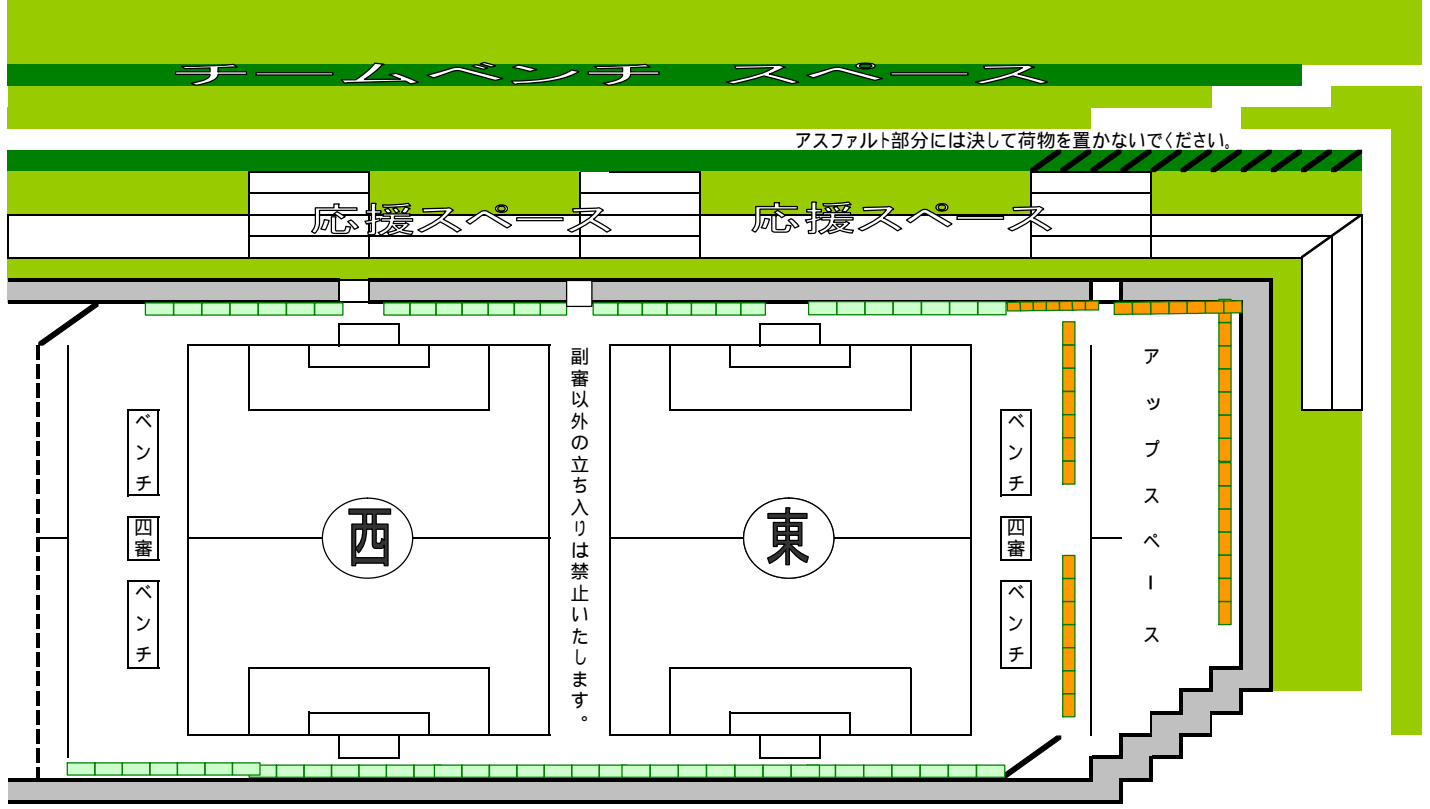 チームベンチ スペース
アスファルト部分には決して荷物を置かないでください。
応援スペース
応援スペース
ベンチ
四審
ベンチ
西
副審以外の立ち入りは禁止いたします。
東
ベンチ
四審
ベンチ
アップスペース